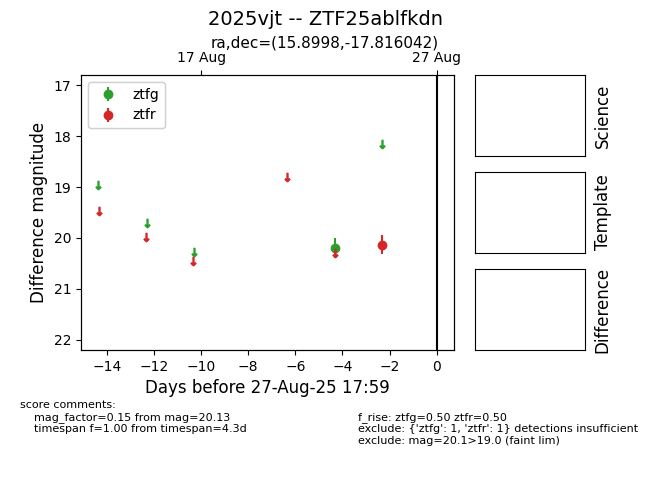 2025vjt -- ZTF25ablfkdn
ra,dec=(15.8998,-17.816042)
17 Aug 27 Aug
ztfg
ztfr
17
18
19
20
21
22
Difference magnitude
−14 −12 −10 −8 −6 −4 −2 0
Days before 27-Aug-25 17:59
Science
Template
Difference
score comments:
mag_factor=0.15 from mag=20.13
timespan f=1.00 from timespan=4.3d
f_rise: ztfg=0.50 ztfr=0.50
exclude: {'ztfg': 1, 'ztfr': 1} detections insufficient
exclude: mag=20.1>19.0 (faint lim)